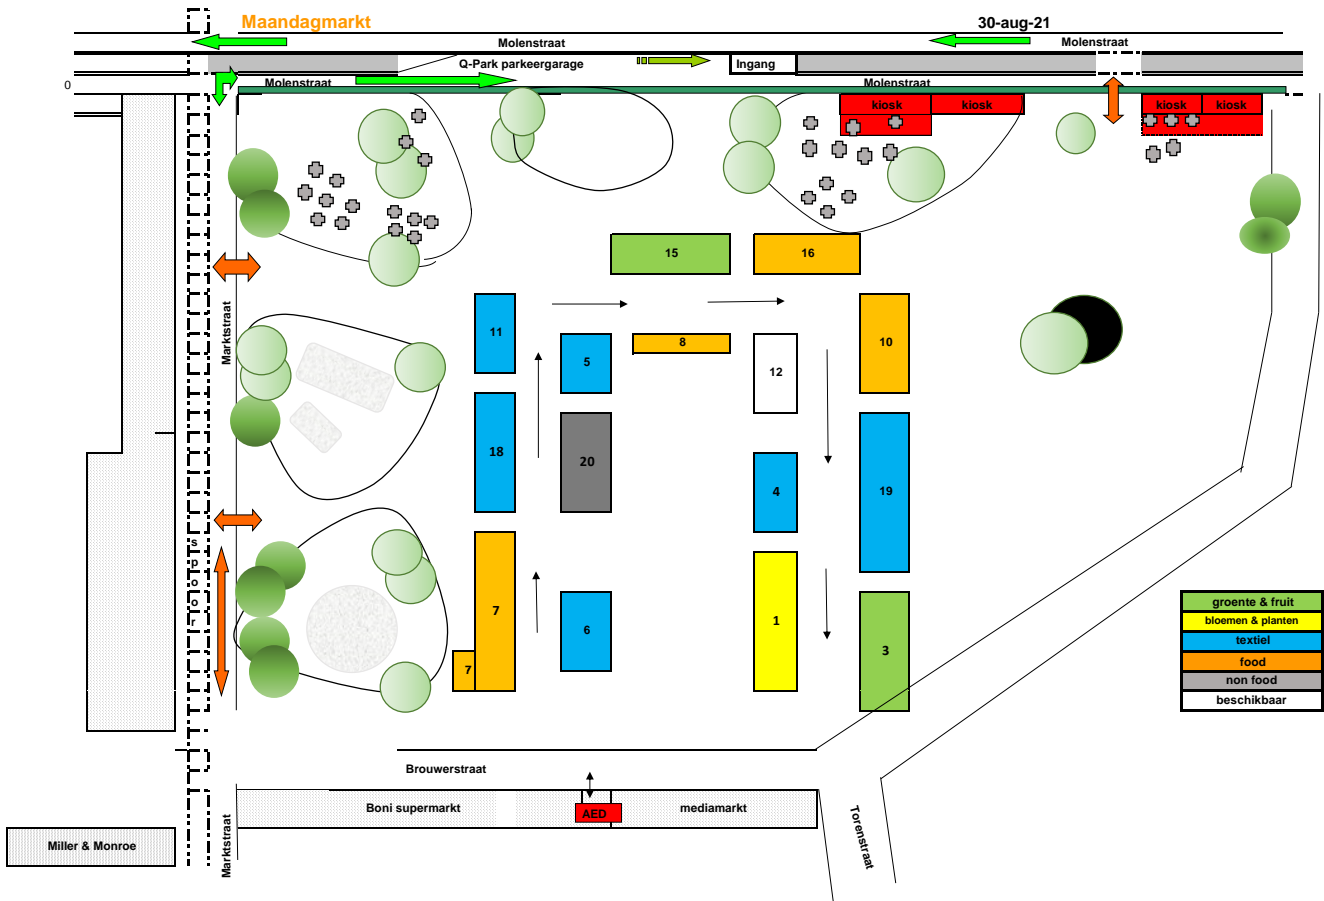 Maandagmarkt
30-aug-21
Molenstraat
Molenstraat
Q-Park parkeergarage
Ingang
0
Molenstraat
Molenstraat
kiosk
kiosk
kiosk
kiosk
15
16
Marktstraat
11
5
8
12
10
18
20
4
19
spoor
7
6
1
3
7
groente & fruit
bloemen & planten
textiel
food
non food
beschikbaar
Brouwerstraat
Boni supermarkt
AED
mediamarkt
Torenstraat
Marktstraat
Miller & Monroe